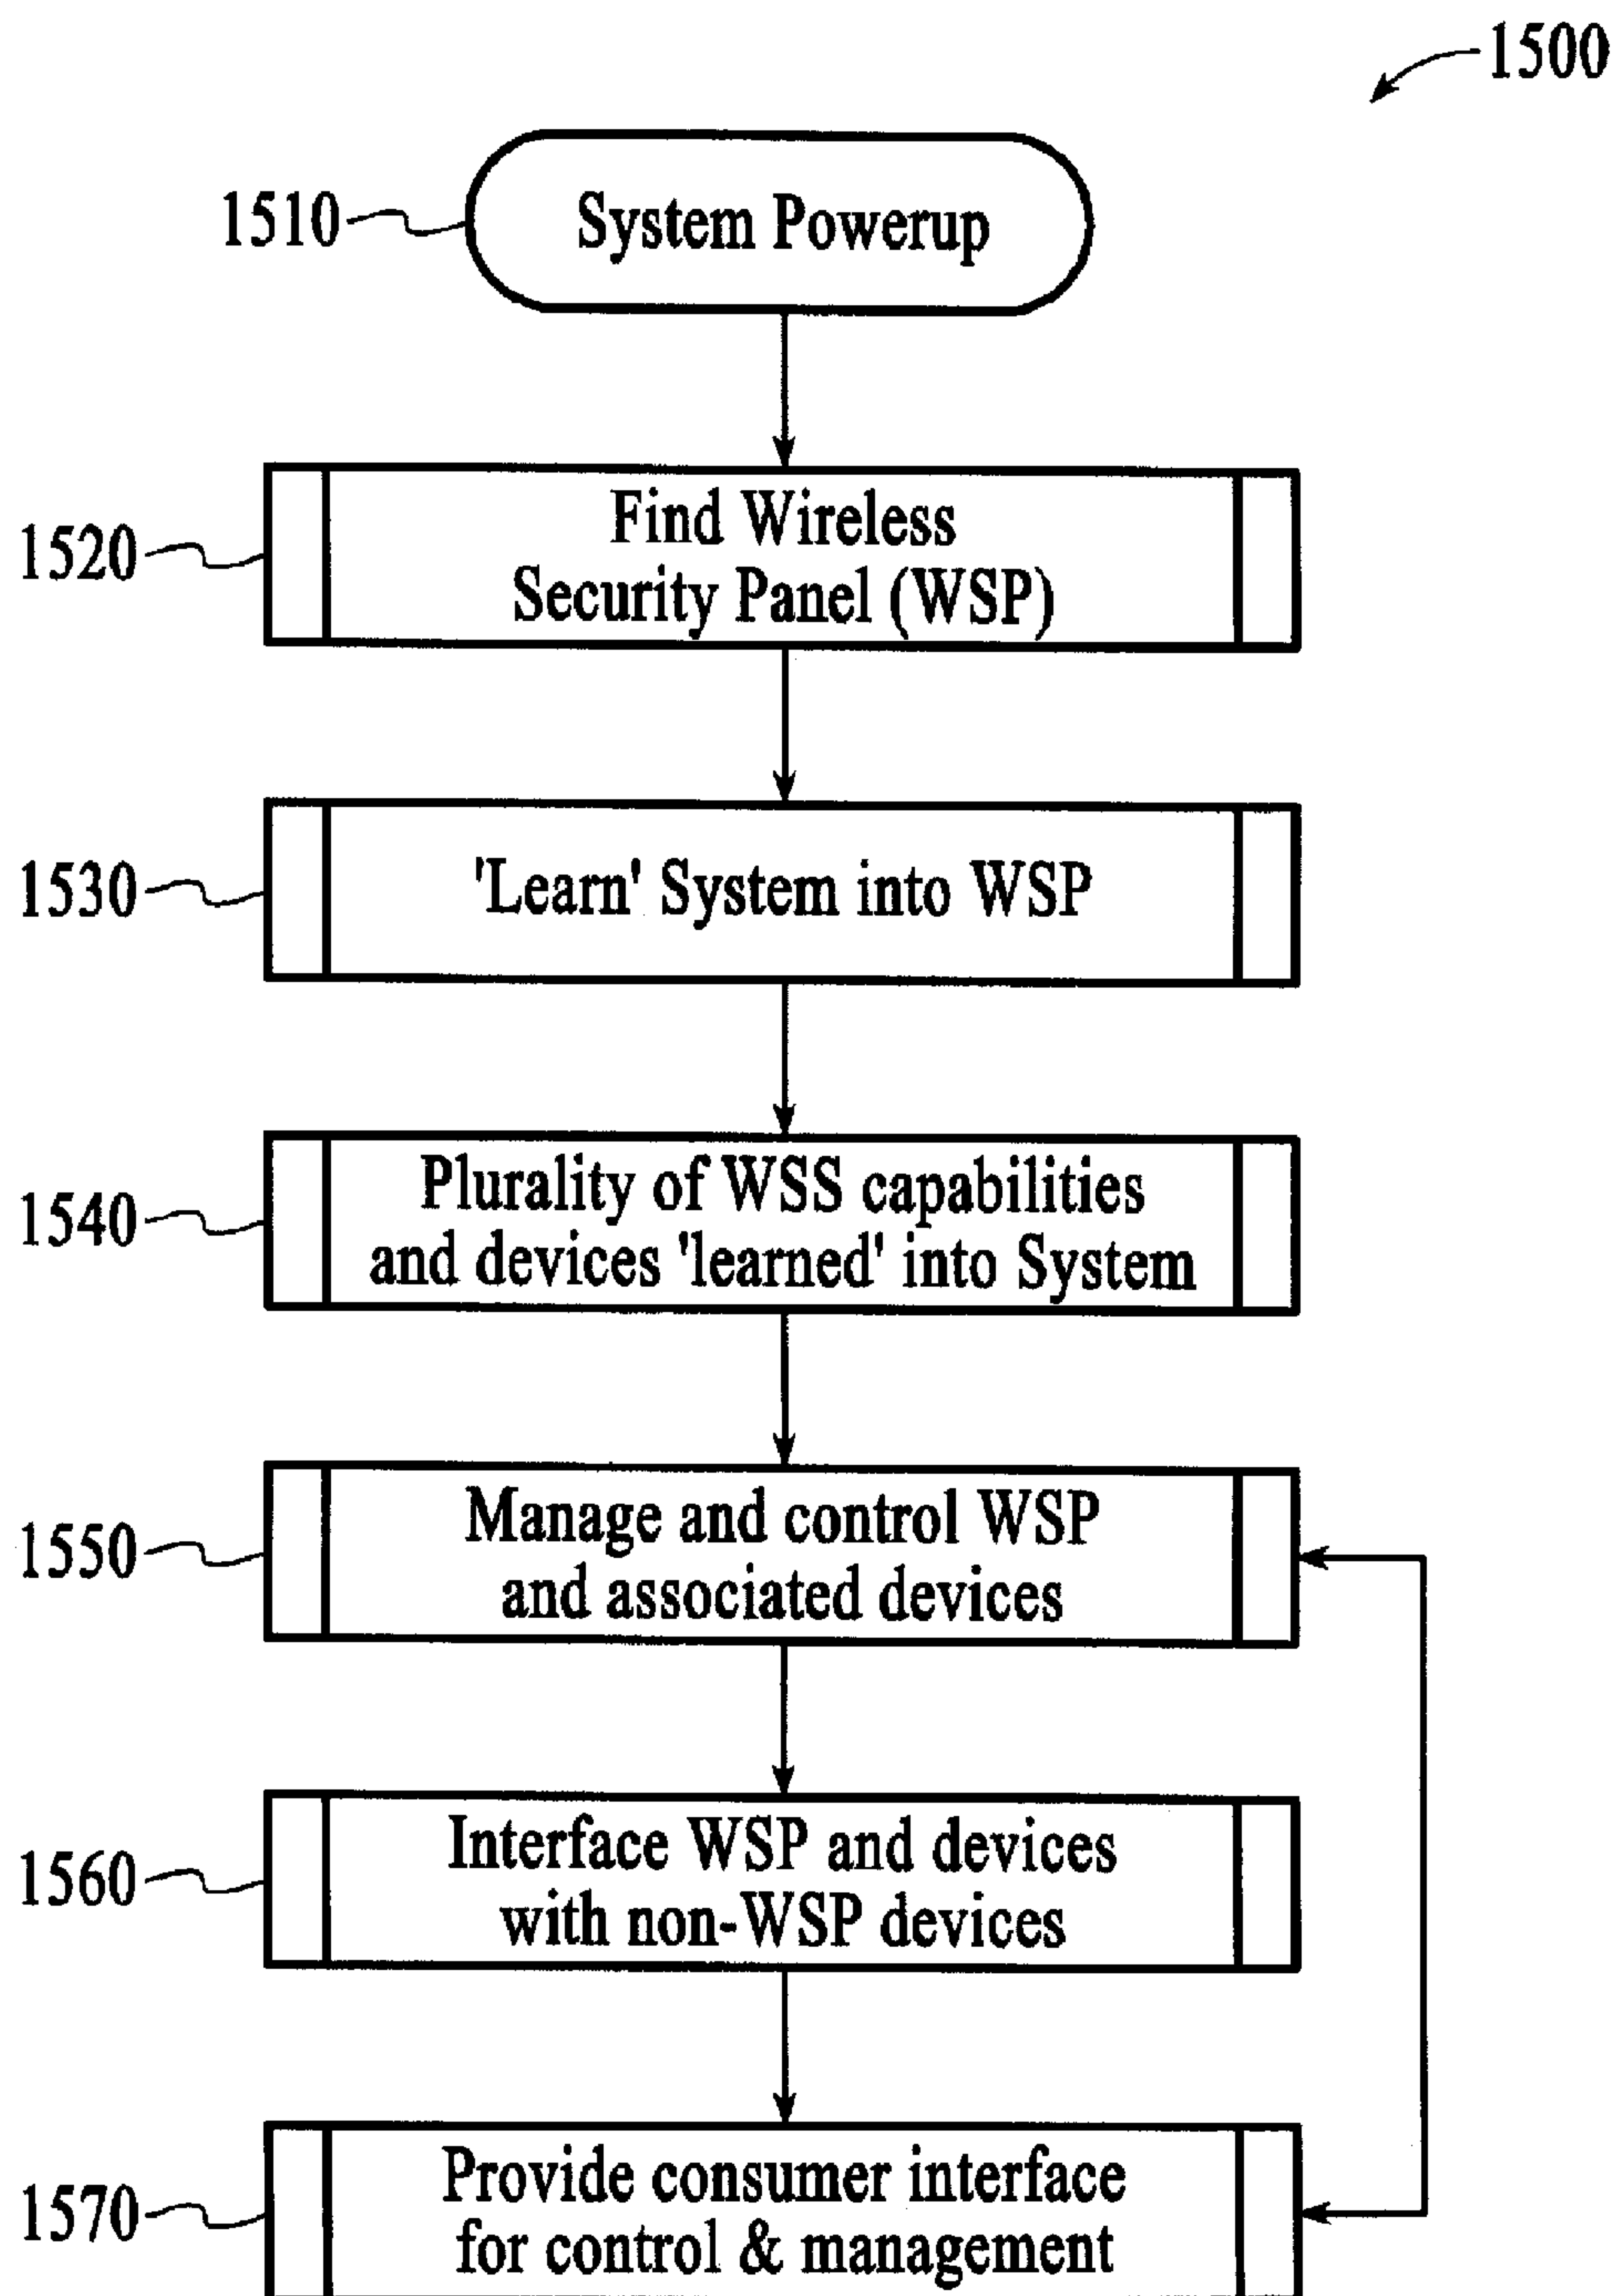 1500
1510
System Powerup
1520
Find Wireless
Security Panel (WSP)
1530
'Learn' System into WSP
1540
Plurality of WSS capabilities
and devices 'learned' into System
1550
Manage and control WSP
and associated devices
1560
Interface WSP and devices
with non-WSP devices
1570
Provide consumer interface
for control & management